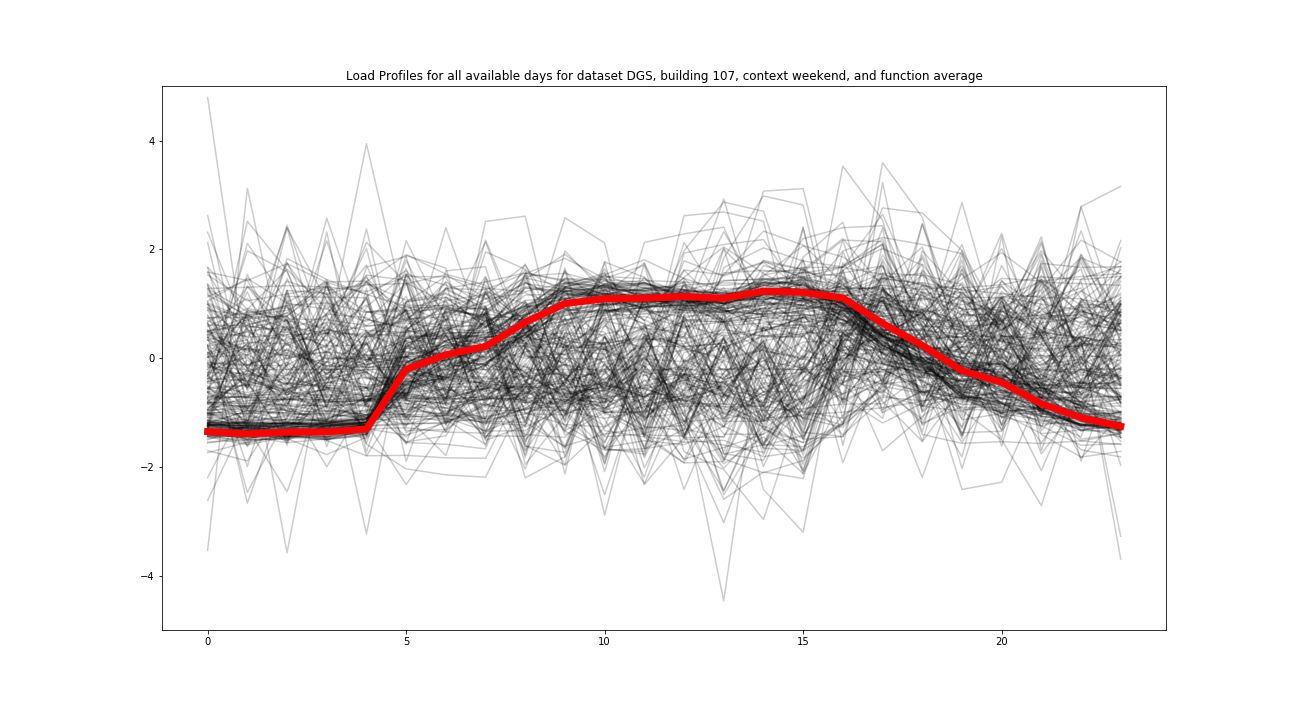 Load Profiles for all available days for dataset DGS, building 107, context weekend, and function average
4
2
0
−2
−4
0 5 10 15 20